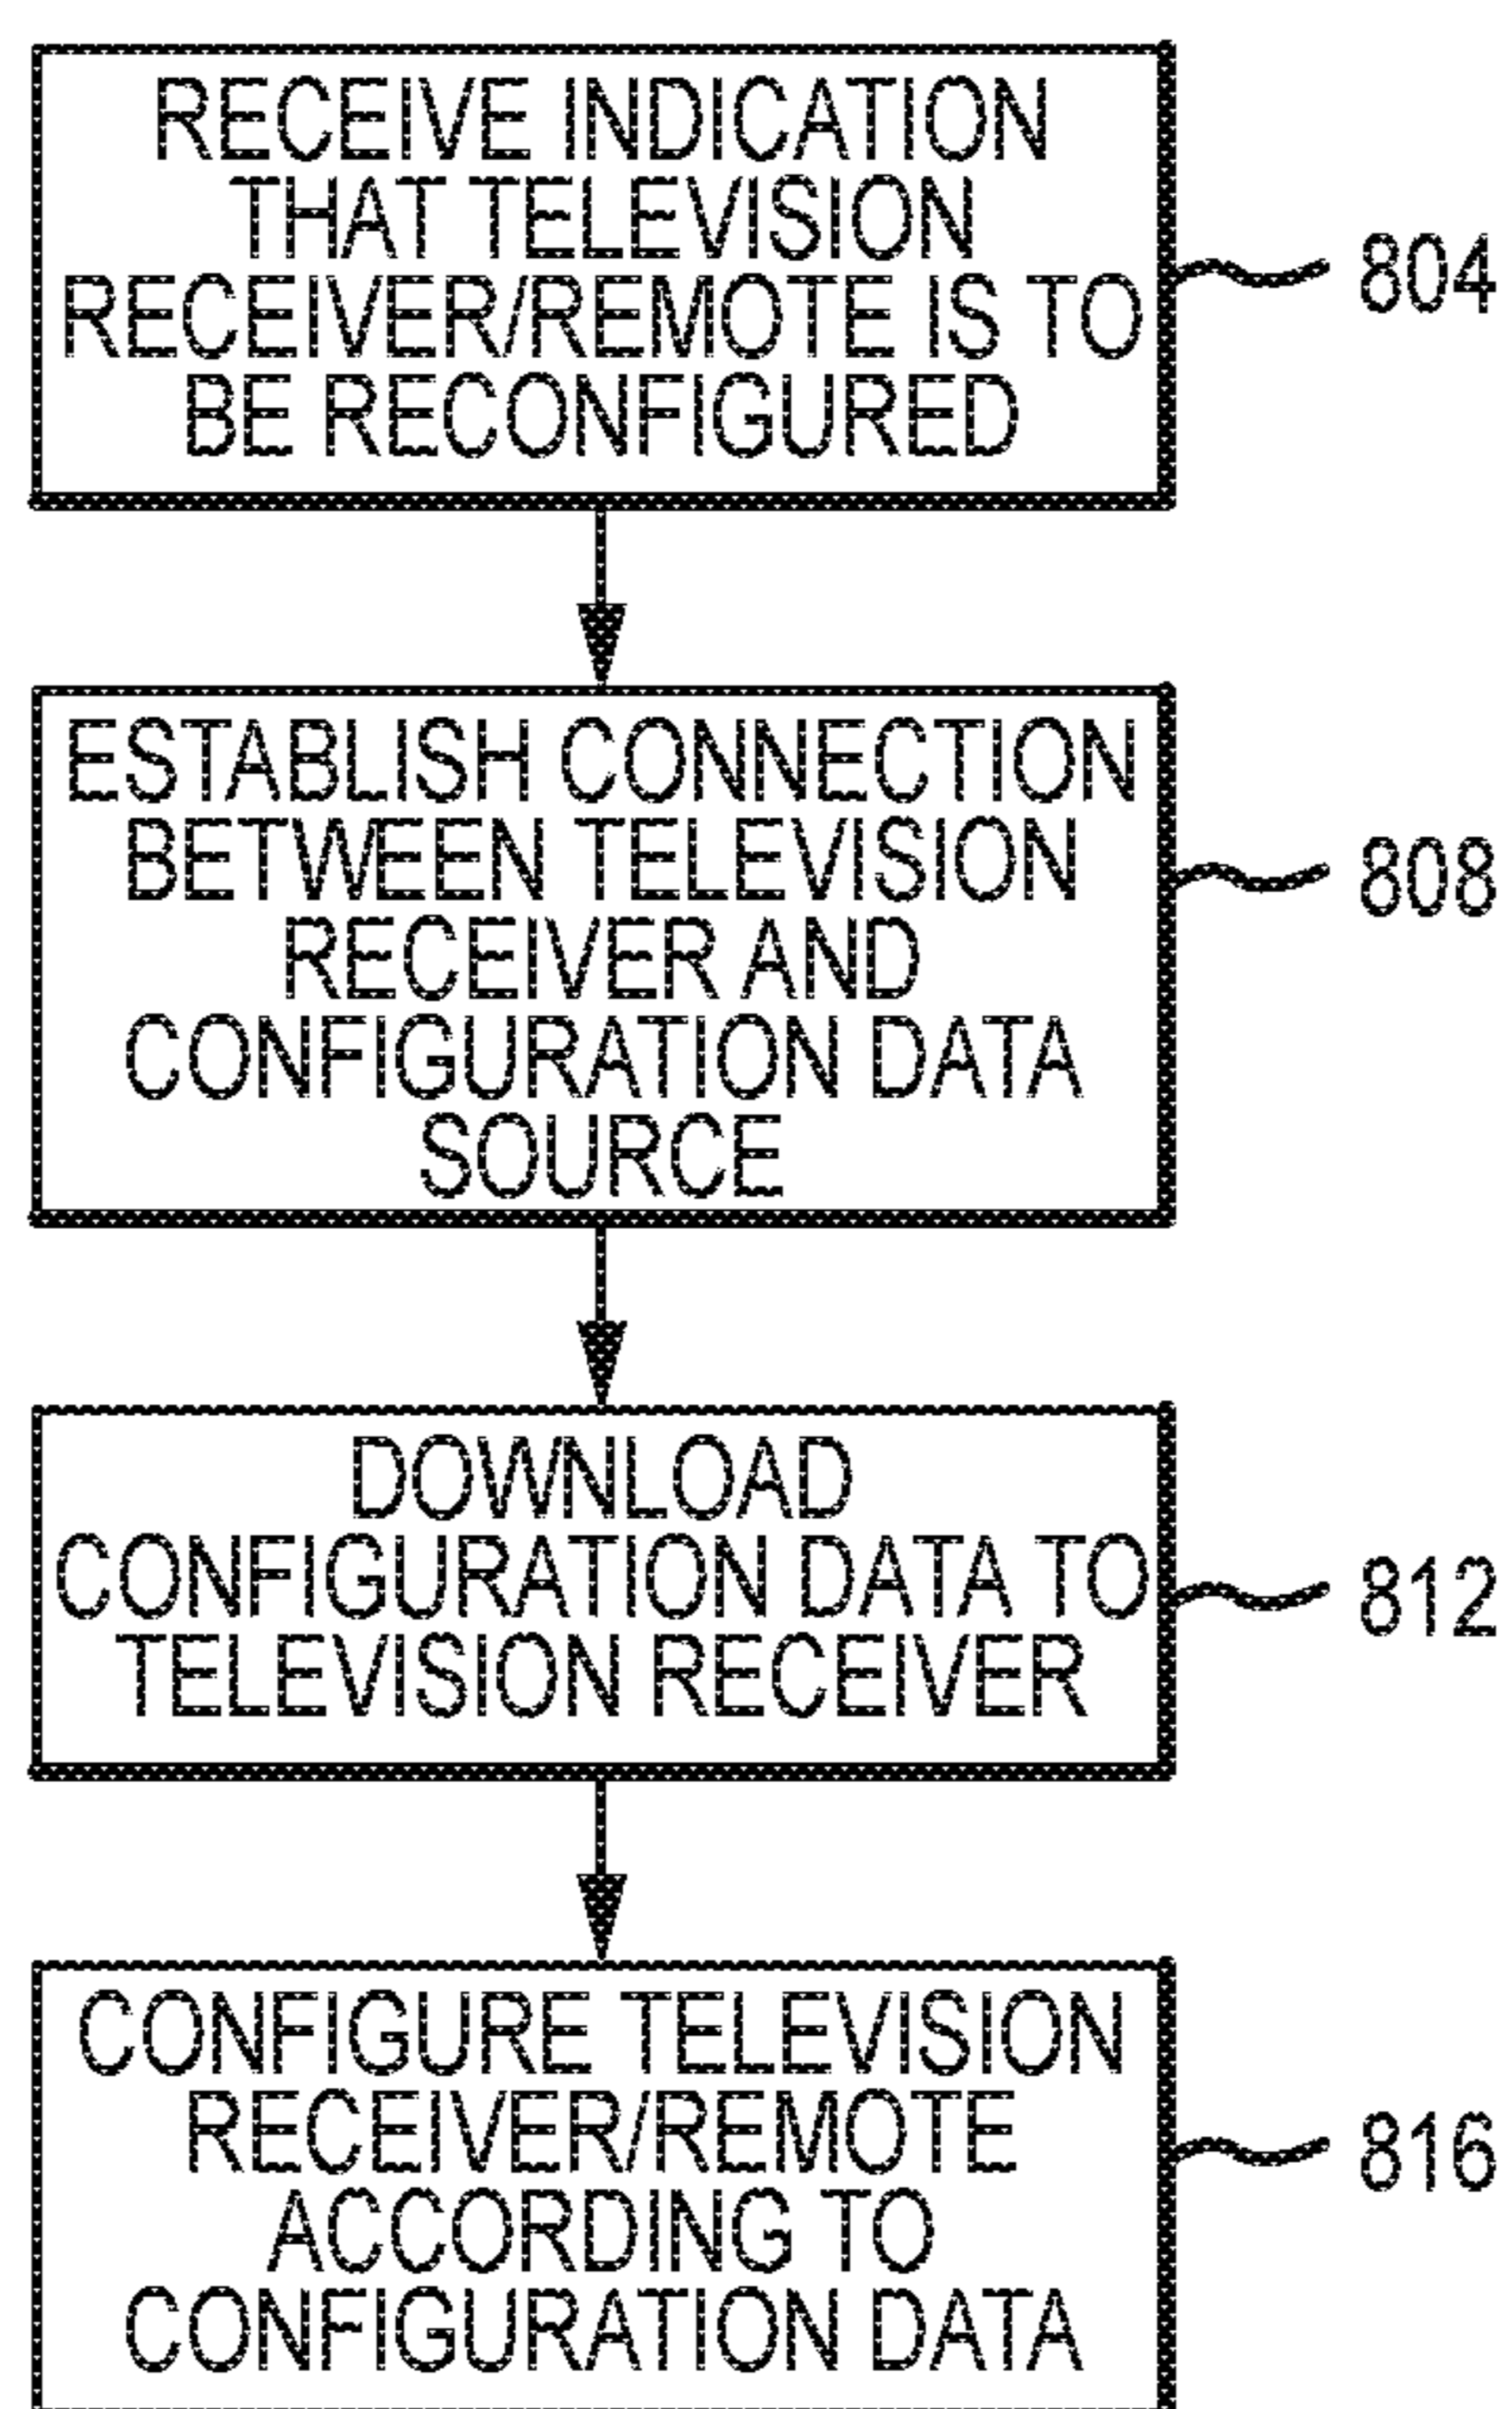 RECEIVE INDICATION
THAT TELEVISION
RECEIVER/REMOTE IS TO
BE RECONFIGURED
804
ESTABLISH CONNECTION
BETWEEN TELEVISION
RECEIVER AND
CONFIGURATION DATA
SOURCE
808
DOWNLOAD
CONFIGURATION DATA TO
TELEVISION RECEIVER
812
CONFIGURE TELEVISION
RECEIVER/REMOTE
ACCORDING TO
CONFIGURATION DATA
816